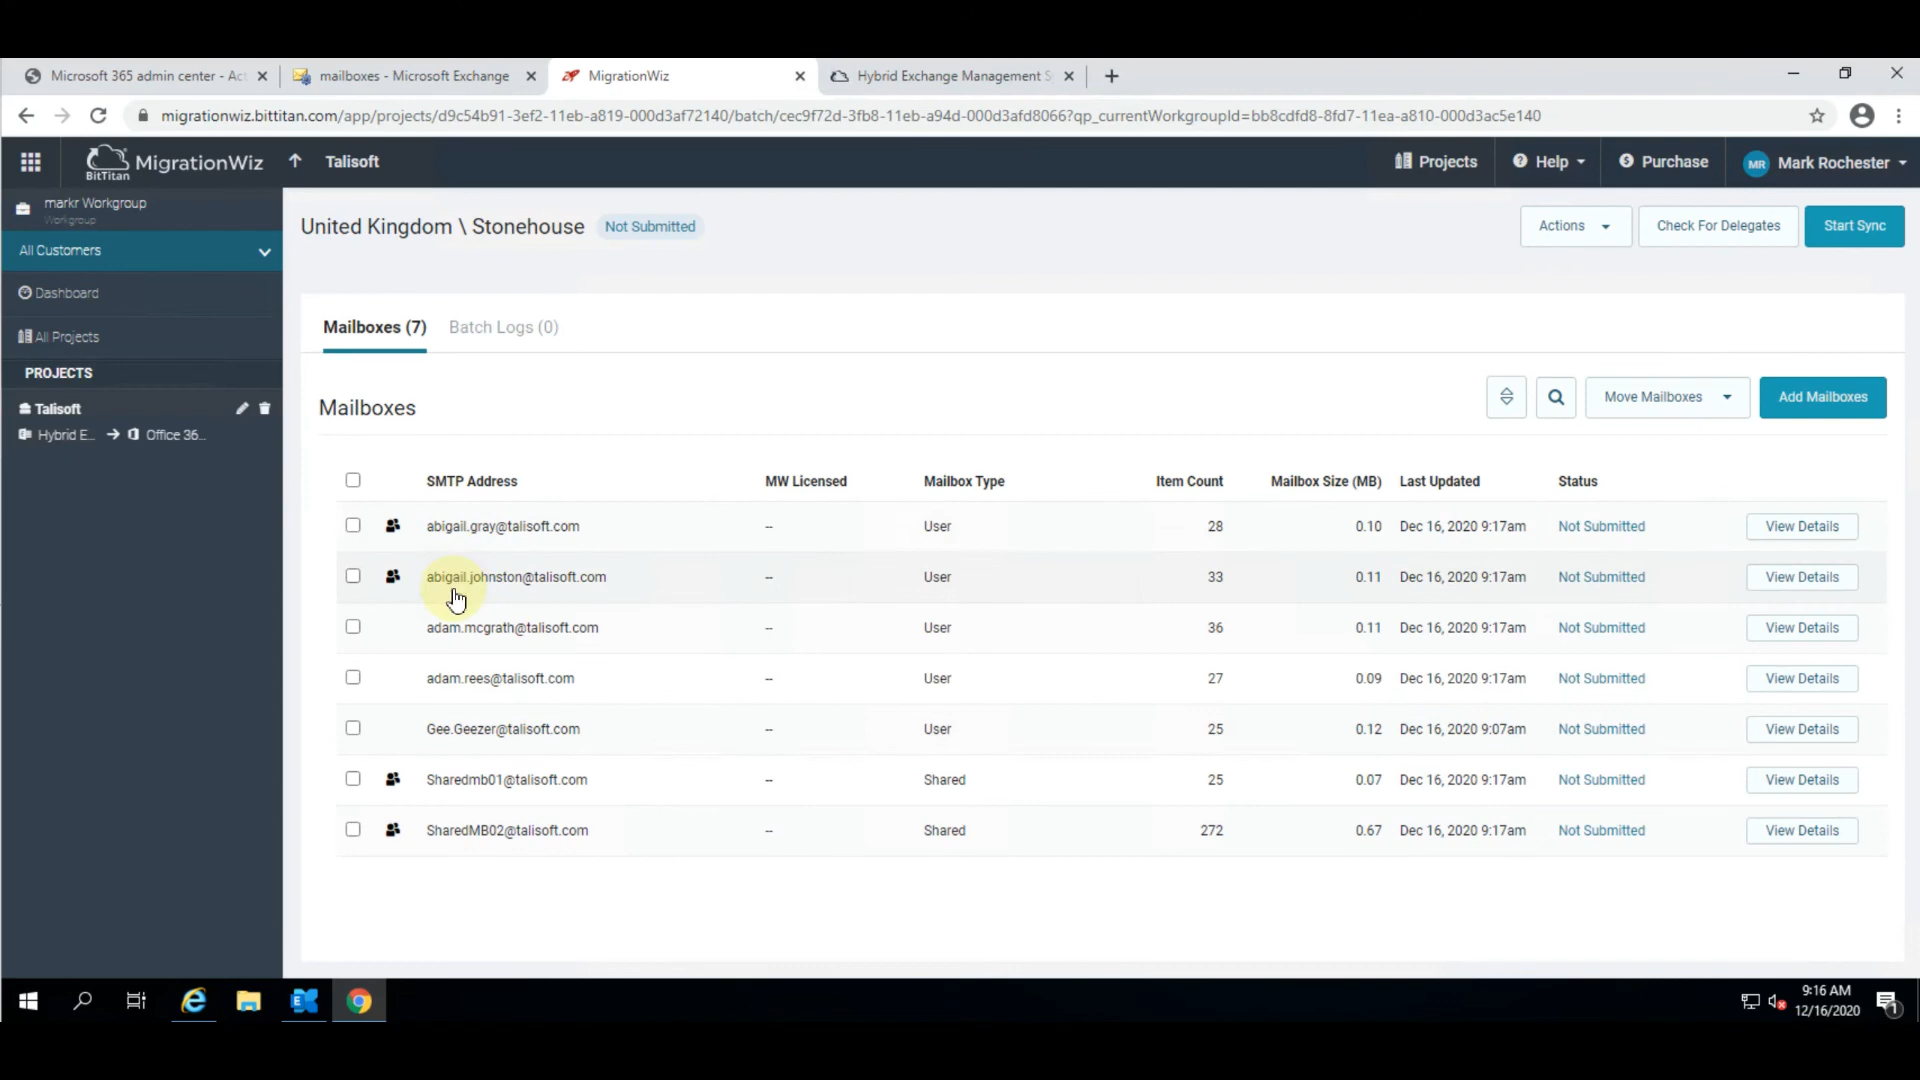 Microsoft 365 admin center - Act
mailboxes - Microsoft Exchange
MigrationWiz
Hybrid Exchange Management S
migrationwiz.bittitan.com/app/projects/d9c54b91-3ef2-11eb-a819-000d3af72140/batch/cec9f72d-3fb8-11eb-a94d-000d3afd8066?qp_currentWorkgroupId=bb8cdfd8-8fd7-11ea-a810-000d3ac5e140
BitTitan MigrationWiz
Talisoft
Projects
Help
Purchase
MR Mark Rochester
markr Workgroup
Workgroup
All Customers
Dashboard
All Projects
PROJECTS
Talisoft
Hybrid E... Office 36...
United Kingdom \ Stonehouse Not Submitted
Actions
Check For Delegates
Start Sync
Mailboxes (7) Batch Logs (0)
Mailboxes
Move Mailboxes
Add Mailboxes
SMTP Address MW Licensed Mailbox Type Item Count Mailbox Size (MB) Last Updated Status
abigail.gray@talisoft.com -- User 28 0.10 Dec 16, 2020 9:17am Not Submitted View Details
abigail.johnston@talisoft.com -- User 33 0.11 Dec 16, 2020 9:17am Not Submitted View Details
adam.mcgrath@talisoft.com -- User 36 0.11 Dec 16, 2020 9:17am Not Submitted View Details
adam.rees@talisoft.com -- User 27 0.09 Dec 16, 2020 9:17am Not Submitted View Details
Gee.Geezer@talisoft.com -- User 25 0.12 Dec 16, 2020 9:07am Not Submitted View Details
Sharedmb01@talisoft.com -- Shared 25 0.07 Dec 16, 2020 9:17am Not Submitted View Details
SharedMB02@talisoft.com -- Shared 272 0.67 Dec 16, 2020 9:17am Not Submitted View Details
9:16 AM
12/16/2020
1